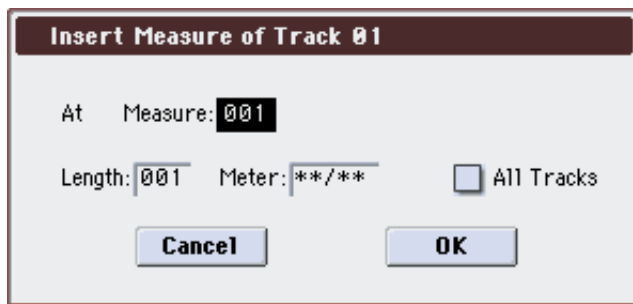 Insert Measure of Track 01
At Measure: 001
Length: 001 Meter: **/** All Tracks
Cancel OK